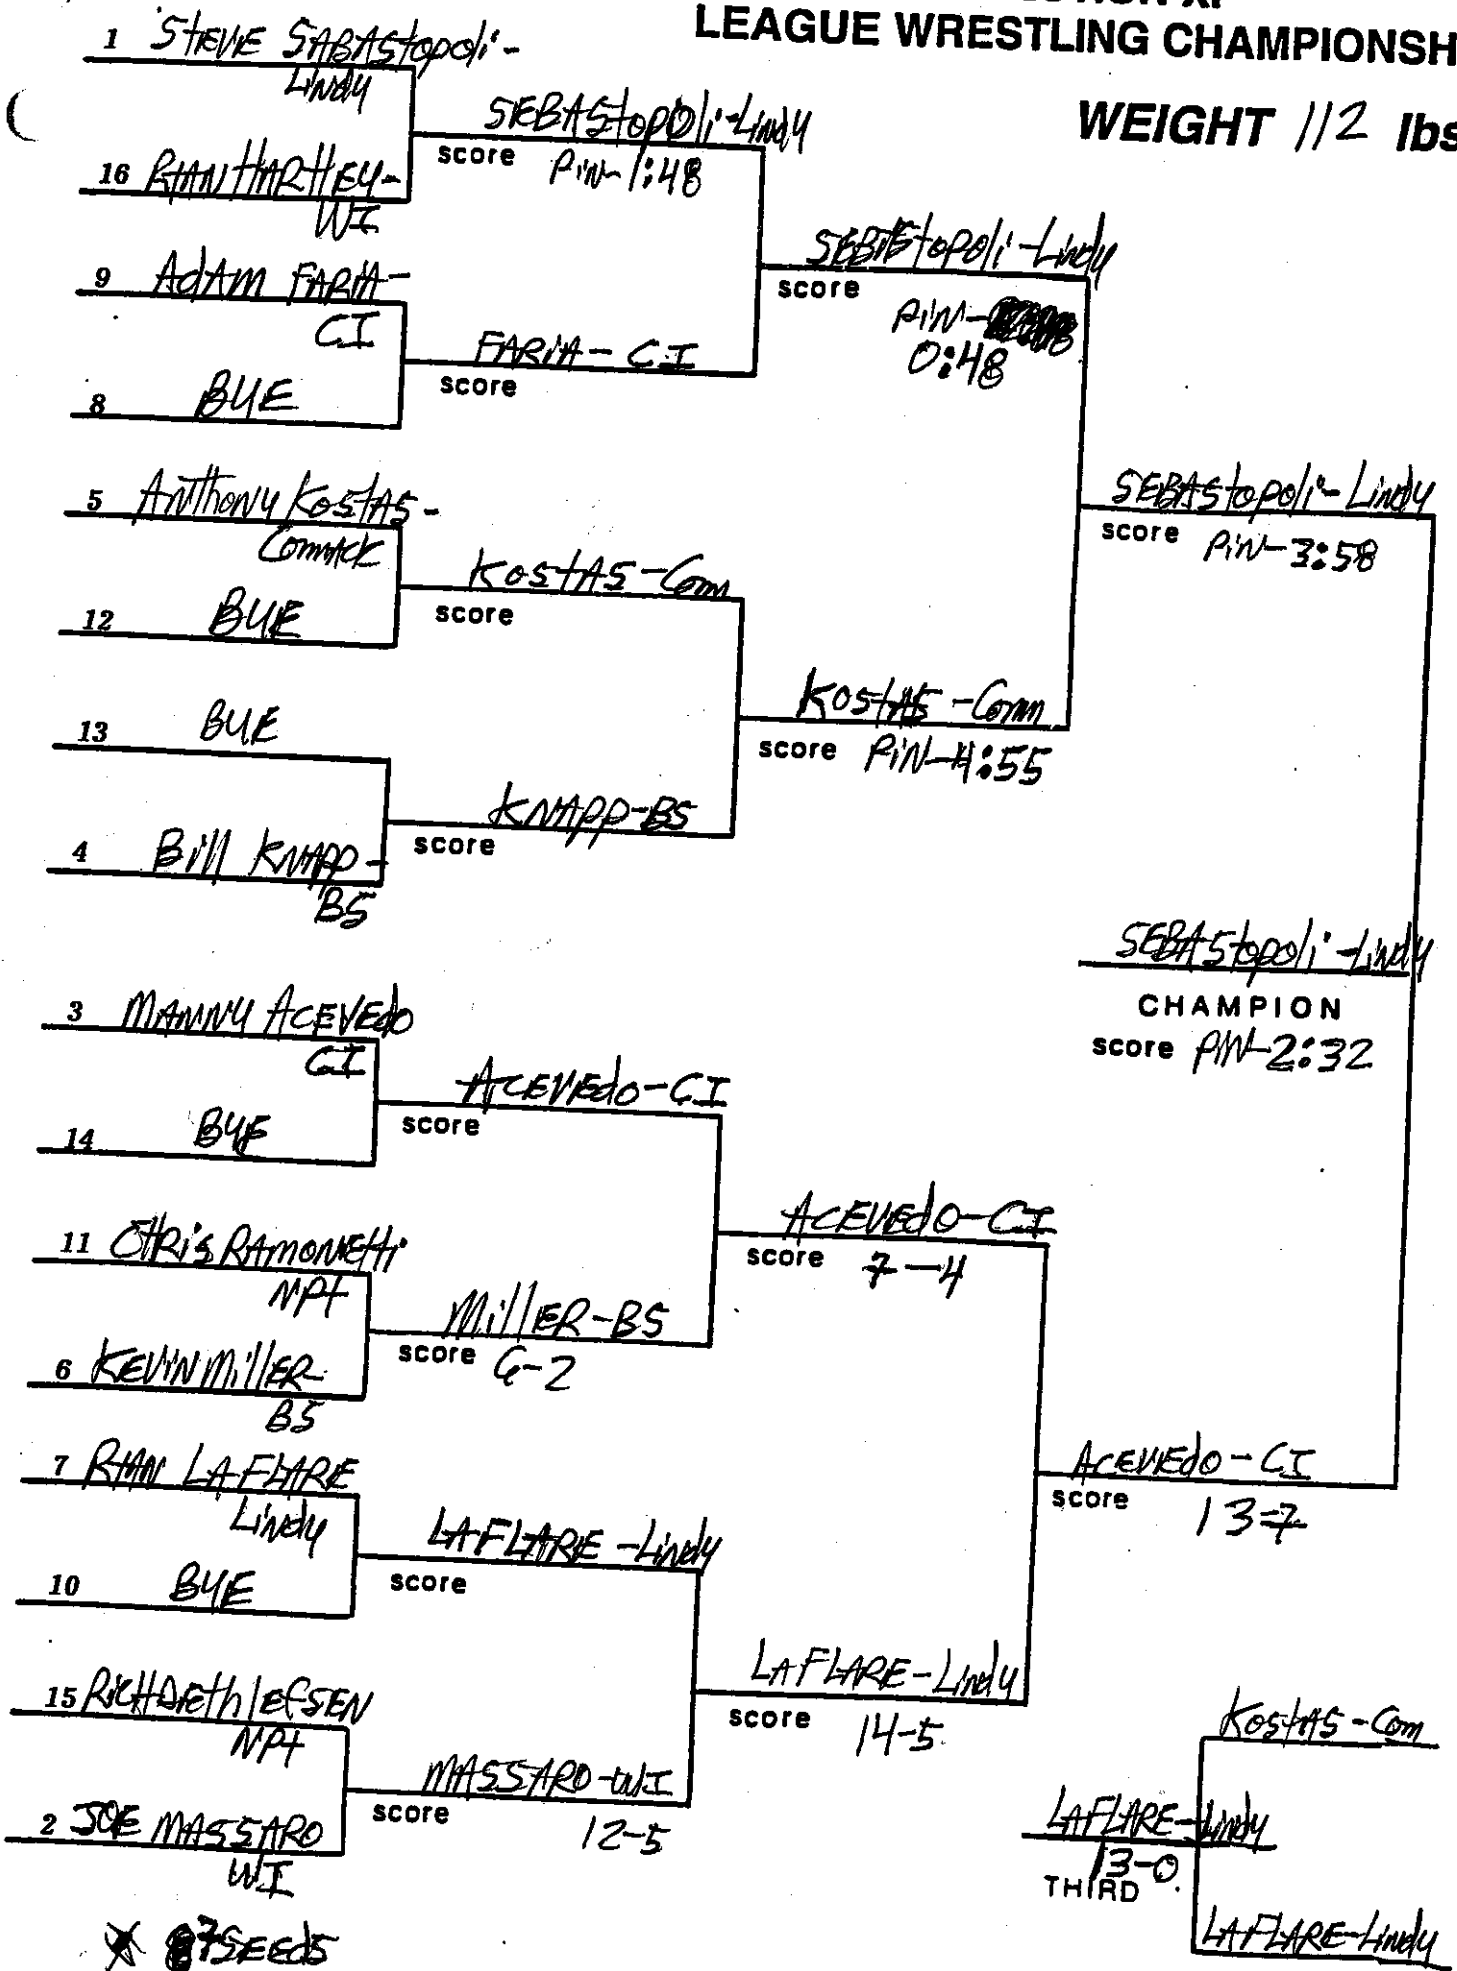 LEAGUE WRESTLING CHAMPIONSH
WEIGHT 112 lbs
1 STEVE SABAStopoli-
Lindy
SEBAStopoli-Lindy
score Pin-1:48
16 RYAN HARTHEY-
WI
9 AdAm FARIA-
CI
FARIA-CI
score
8 BYE
SEBAStopoli-Lindy
score PiN-
0:48
5 Anthony KostAS-
Commack
KostAS-Comm
score
12 BYE
13 BYE
KNAPP-BS
score
4 Bill KNAPP-
BS
KostAS-Comm
score PiN-4:55
SEBAStopoli-Lindy
score PiN-3:58
SEBAStopoli-Lindy
CHAMPION
score PiN-2:32
3 MANNY ACEVEdo
CI
ACEVEdo-CI
score
14 BYE
11 CHRis RAmonEtti
NPt
MillER-BS
score 6-2
6 KEVIN MillER-
BS
ACEVEdo-CI
score 7-4
7 RYAN LAFLARE
Lindy
LAFLARE-Lindy
score
10 BYE
15 RicH DEthlEfSEN
NPt
MASSARO-WI
score 12-5
2 JOE MASSARO
WI
LAFLARE-Lindy
score 14-5
ACEVEdo-CI
score 13-7
KostAS-Com
LAFLARE-Lindy
13-0
THIRD
LAFLARE-Lindy
7 SEEdS